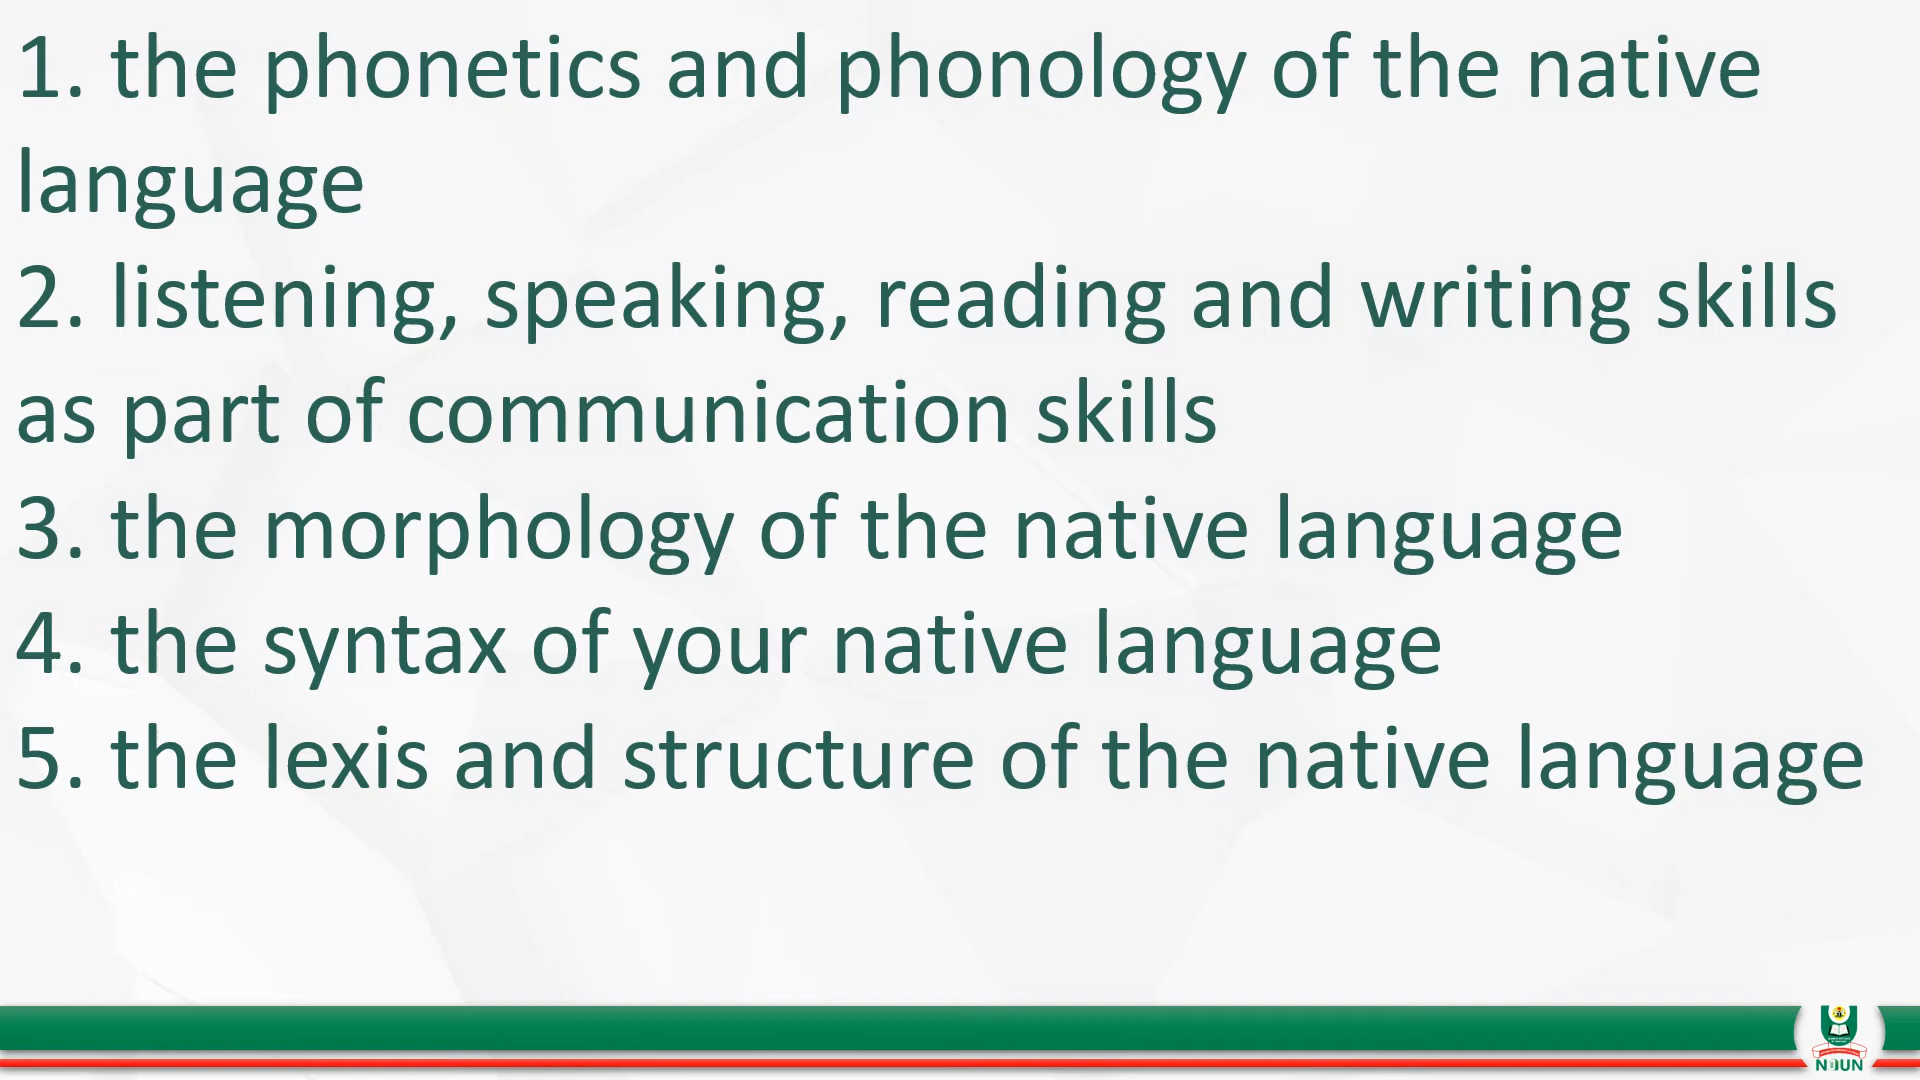 1. the phonetics and phonology of the native
language
2. listening, speaking, reading and writing skills
as part of communication skills
3. the morphology of the native language
4. the syntax of your native language
5. the lexis and structure of the native language
NOUN